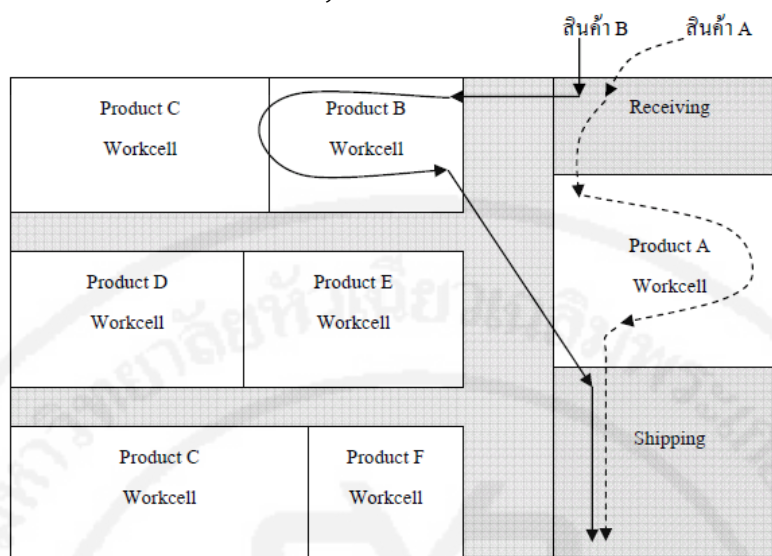 สินค้า B
สินค้า A
Product C
Workcell
Product B
Workcell
Receiving
Product A
Workcell
Product D
Workcell
Product E
Workcell
Shipping
Product C
Workcell
Product F
Workcell